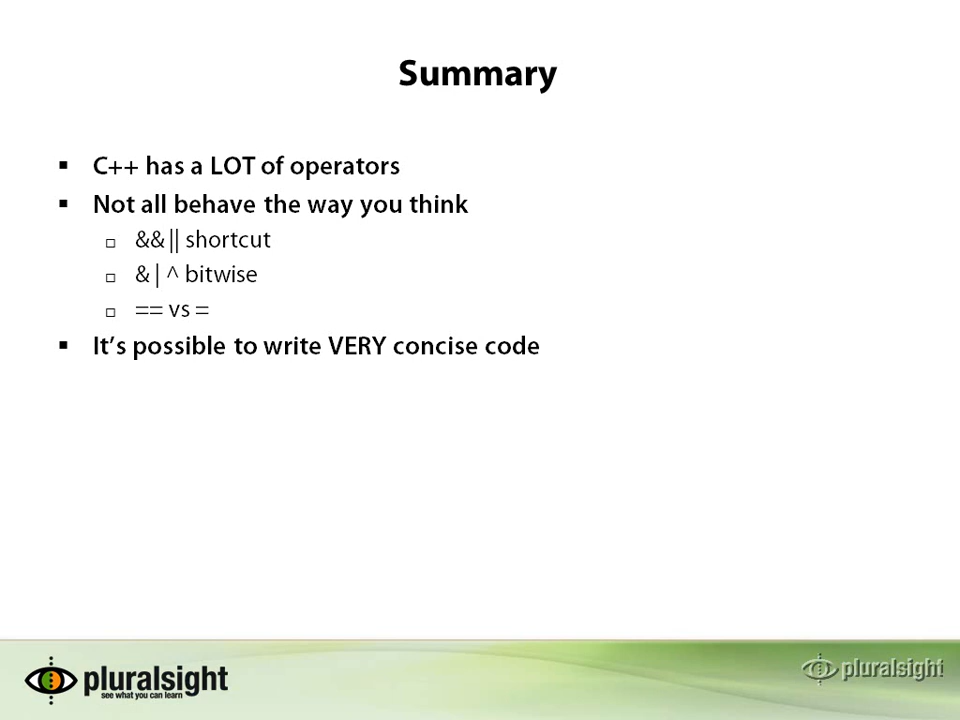 Summary
C++ has a LOT of operators
Not all behave the way you think
&& || shortcut
& | ^ bitwise
== vs =
It’s possible to write VERY concise code
pluralsight
see what you can learn
pluralsight